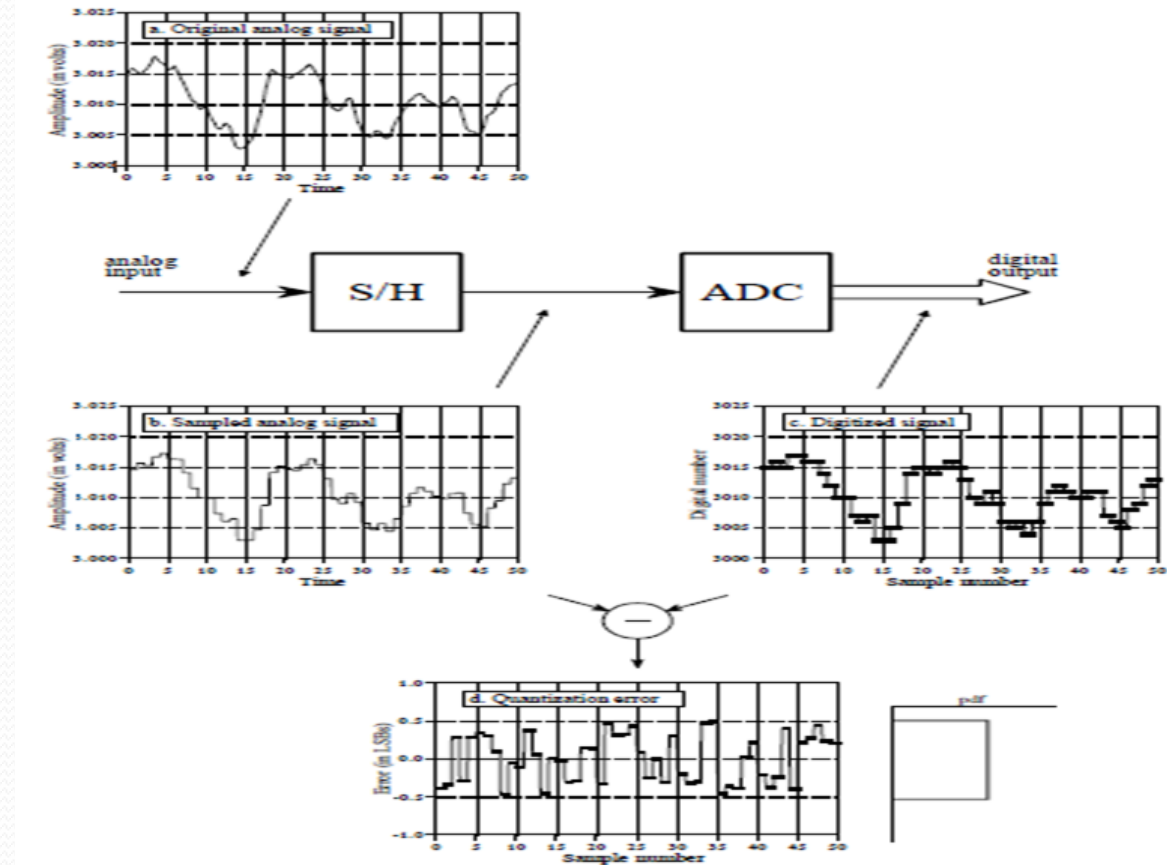 a. Original analog signal
Amplitude (in volts)
3.025
3.020
3.015
3.010
3.005
3.000
0 5 10 15 20 25 30 35 40 45 50
Time
analog
input
S/H
ADC
digital
output
b. Sampled analog signal
Amplitude (in volts)
3.025
3.020
3.015
3.010
3.005
3.000
0 5 10 15 20 25 30 35 40 45 50
Time
c. Digitized signal
Digital number
3025
3020
3015
3010
3005
3000
0 5 10 15 20 25 30 35 40 45 50
Sample number
−
d. Quantization error
Error (in LSBs)
1.0
0.5
0.0
-0.5
-1.0
0 5 10 15 20 25 30 35 40 45 50
Sample number
pdf